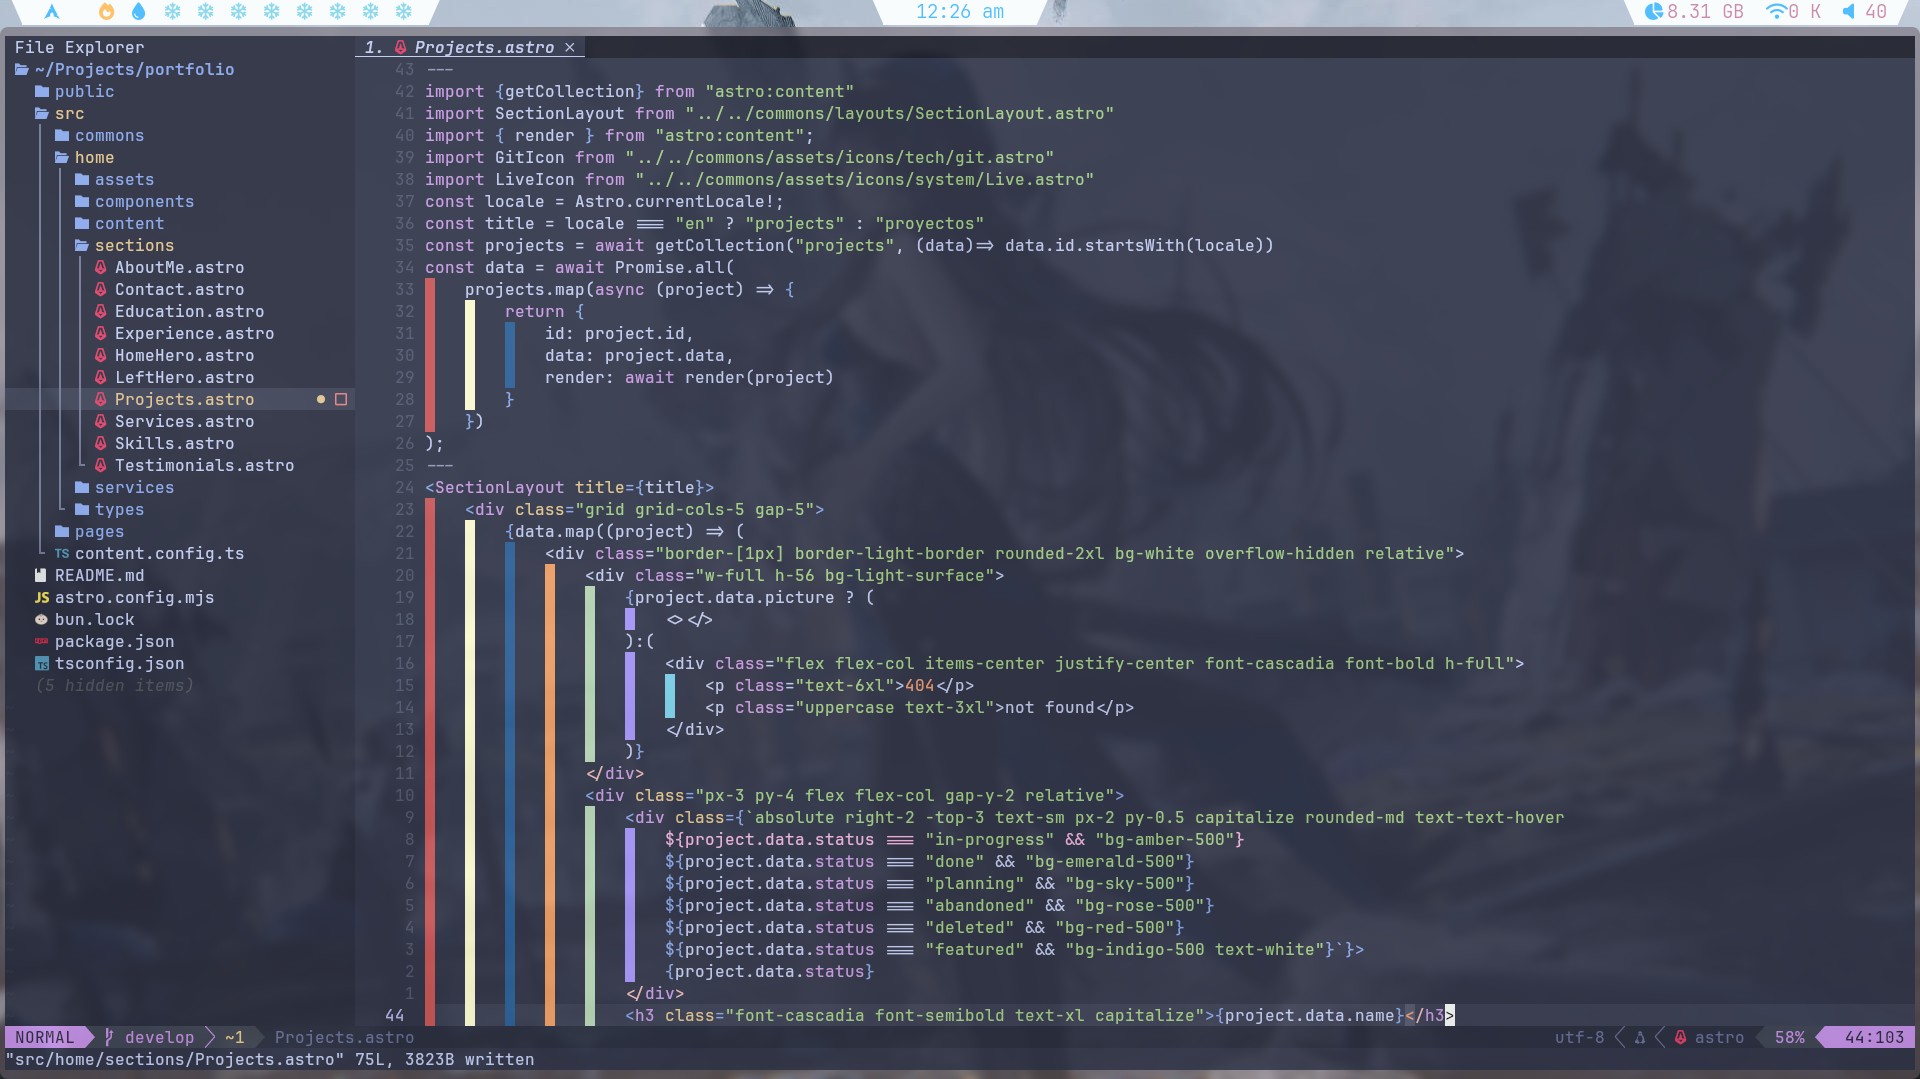 12:26 am
8.31 GB 0 K 40
File Explorer
~/Projects/portfolio
public
src
commons
home
assets
components
content
sections
AboutMe.astro
Contact.astro
Education.astro
Experience.astro
HomeHero.astro
LeftHero.astro
Projects.astro
Services.astro
Skills.astro
Testimonials.astro
services
types
pages
TS content.config.ts
README.md
JS astro.config.mjs
bun.lock
package.json
TS tsconfig.json
(5 hidden items)
1. Projects.astro ×
43 ---
42 import {getCollection} from "astro:content"
41 import SectionLayout from "../../commons/layouts/SectionLayout.astro"
40 import { render } from "astro:content";
39 import GitIcon from "../../commons/assets/icons/tech/git.astro"
38 import LiveIcon from "../../commons/assets/icons/system/Live.astro"
37 const locale = Astro.currentLocale!;
36 const title = locale === "en" ? "projects" : "proyectos"
35 const projects = await getCollection("projects", (data)=> data.id.startsWith(locale))
34 const data = await Promise.all(
33 projects.map(async (project) => {
32 return {
31 id: project.id,
30 data: project.data,
29 render: await render(project)
28 }
27 })
26 );
25 ---
24 <SectionLayout title={title}>
23 <div class="grid grid-cols-5 gap-5">
22 {data.map((project) => (
21 <div class="border-[1px] border-light-border rounded-2xl bg-white overflow-hidden relative">
20 <div class="w-full h-56 bg-light-surface">
19 {project.data.picture ? (
18 <></>
17 ):(
16 <div class="flex flex-col items-center justify-center font-cascadia font-bold h-full">
15 <p class="text-6xl">404</p>
14 <p class="uppercase text-3xl">not found</p>
13 </div>
12 )}
11 </div>
10 <div class="px-3 py-4 flex flex-col gap-y-2 relative">
9 <div class={`absolute right-2 -top-3 text-sm px-2 py-0.5 capitalize rounded-md text-text-hover
8 ${project.data.status === "in-progress" && "bg-amber-500"}
7 ${project.data.status === "done" && "bg-emerald-500"}
6 ${project.data.status === "planning" && "bg-sky-500"}
5 ${project.data.status === "abandoned" && "bg-rose-500"}
4 ${project.data.status === "deleted" && "bg-red-500"}
3 ${project.data.status === "featured" && "bg-indigo-500 text-white"}`}>
2 {project.data.status}
1 </div>
44 <h3 class="font-cascadia font-semibold text-xl capitalize">{project.data.name}</h3>
NORMAL develop ~1 Projects.astro utf-8 astro 58% 44:103
"src/home/sections/Projects.astro" 75L, 3823B written